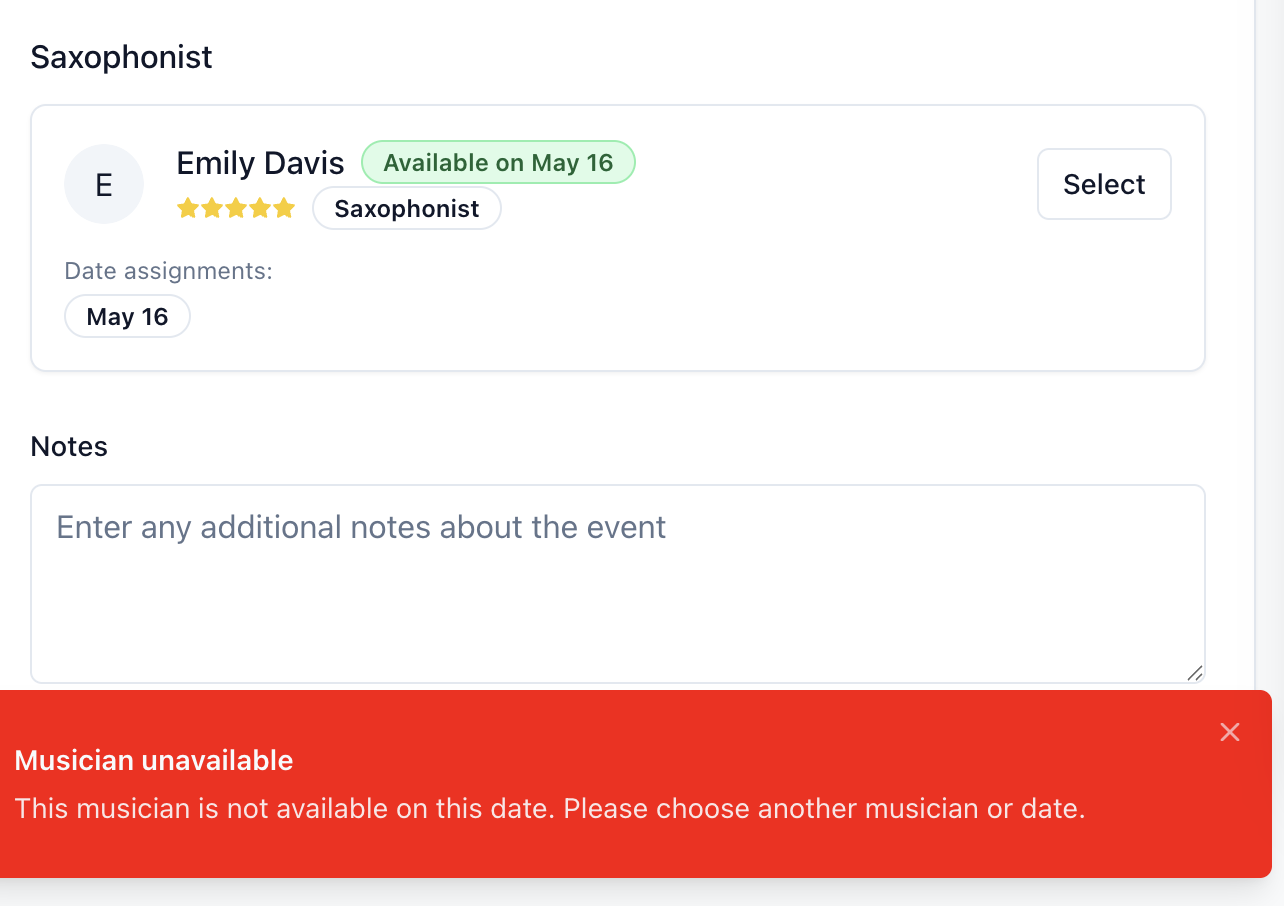 Saxophonist
E
Emily Davis
Available on May 16
Saxophonist
Select
Date assignments:
May 16
Notes
Enter any additional notes about the event
Musician unavailable
This musician is not available on this date. Please choose another musician or date.